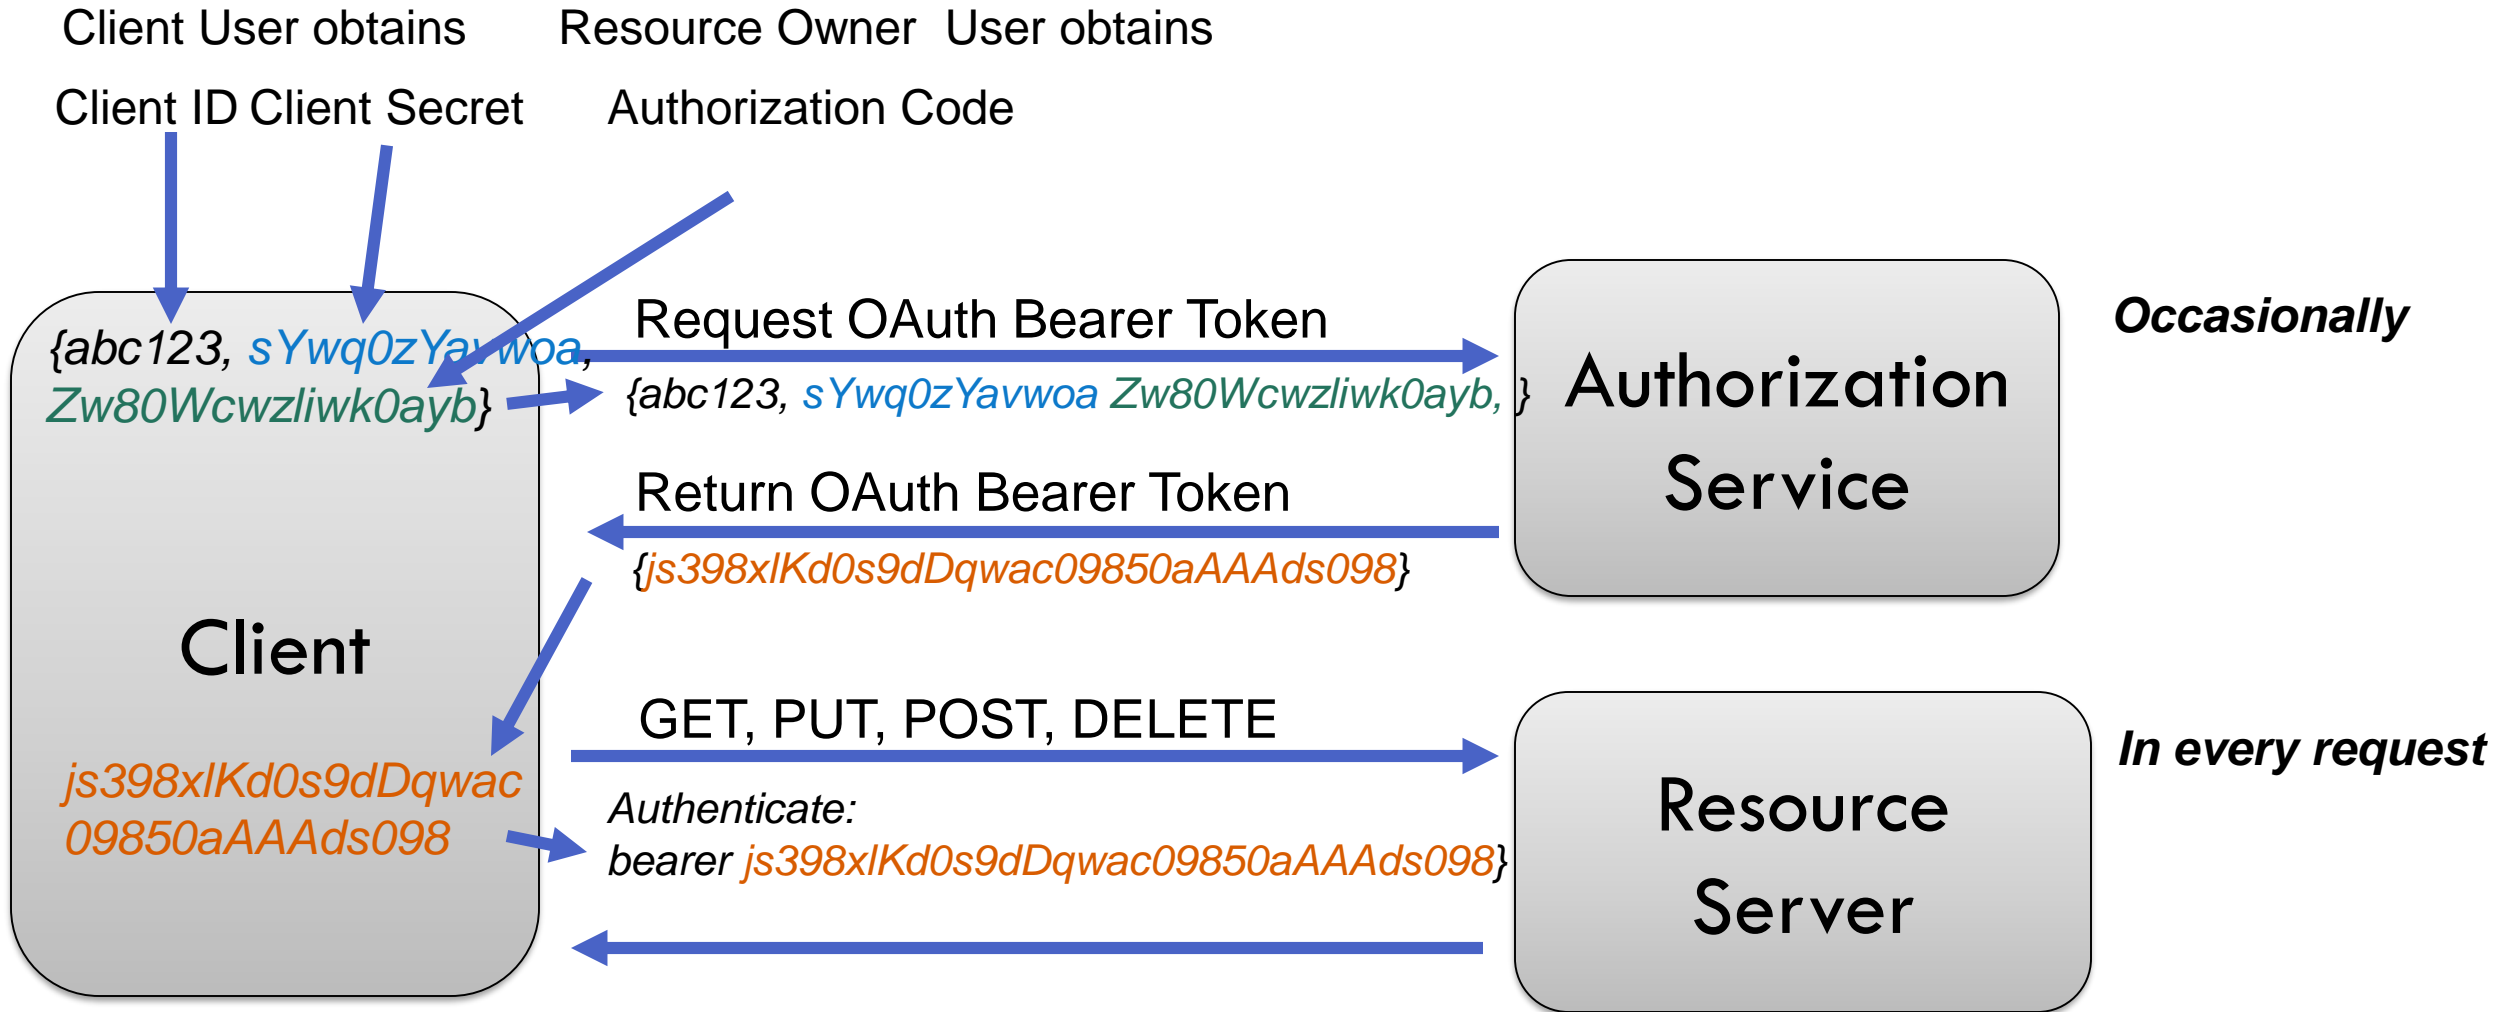 Client User obtains
Resource Owner User obtains
Client ID Client Secret
Authorization Code
{abc123, sYwq0zYavwoa,
Zw80Wcwzliwk0ayb}
Client
js398xlKd0s9dDqwac
09850aAAAds098
Request OAuth Bearer Token
{abc123, sYwq0zYavwoa Zw80Wcwzliwk0ayb, }
Return OAuth Bearer Token
{js398xlKd0s9dDqwac09850aAAAds098}
Authorization
Service
Occasionally
GET, PUT, POST, DELETE
Authenticate:
bearer js398xlKd0s9dDqwac09850aAAAds098}
Resource
Server
In every request